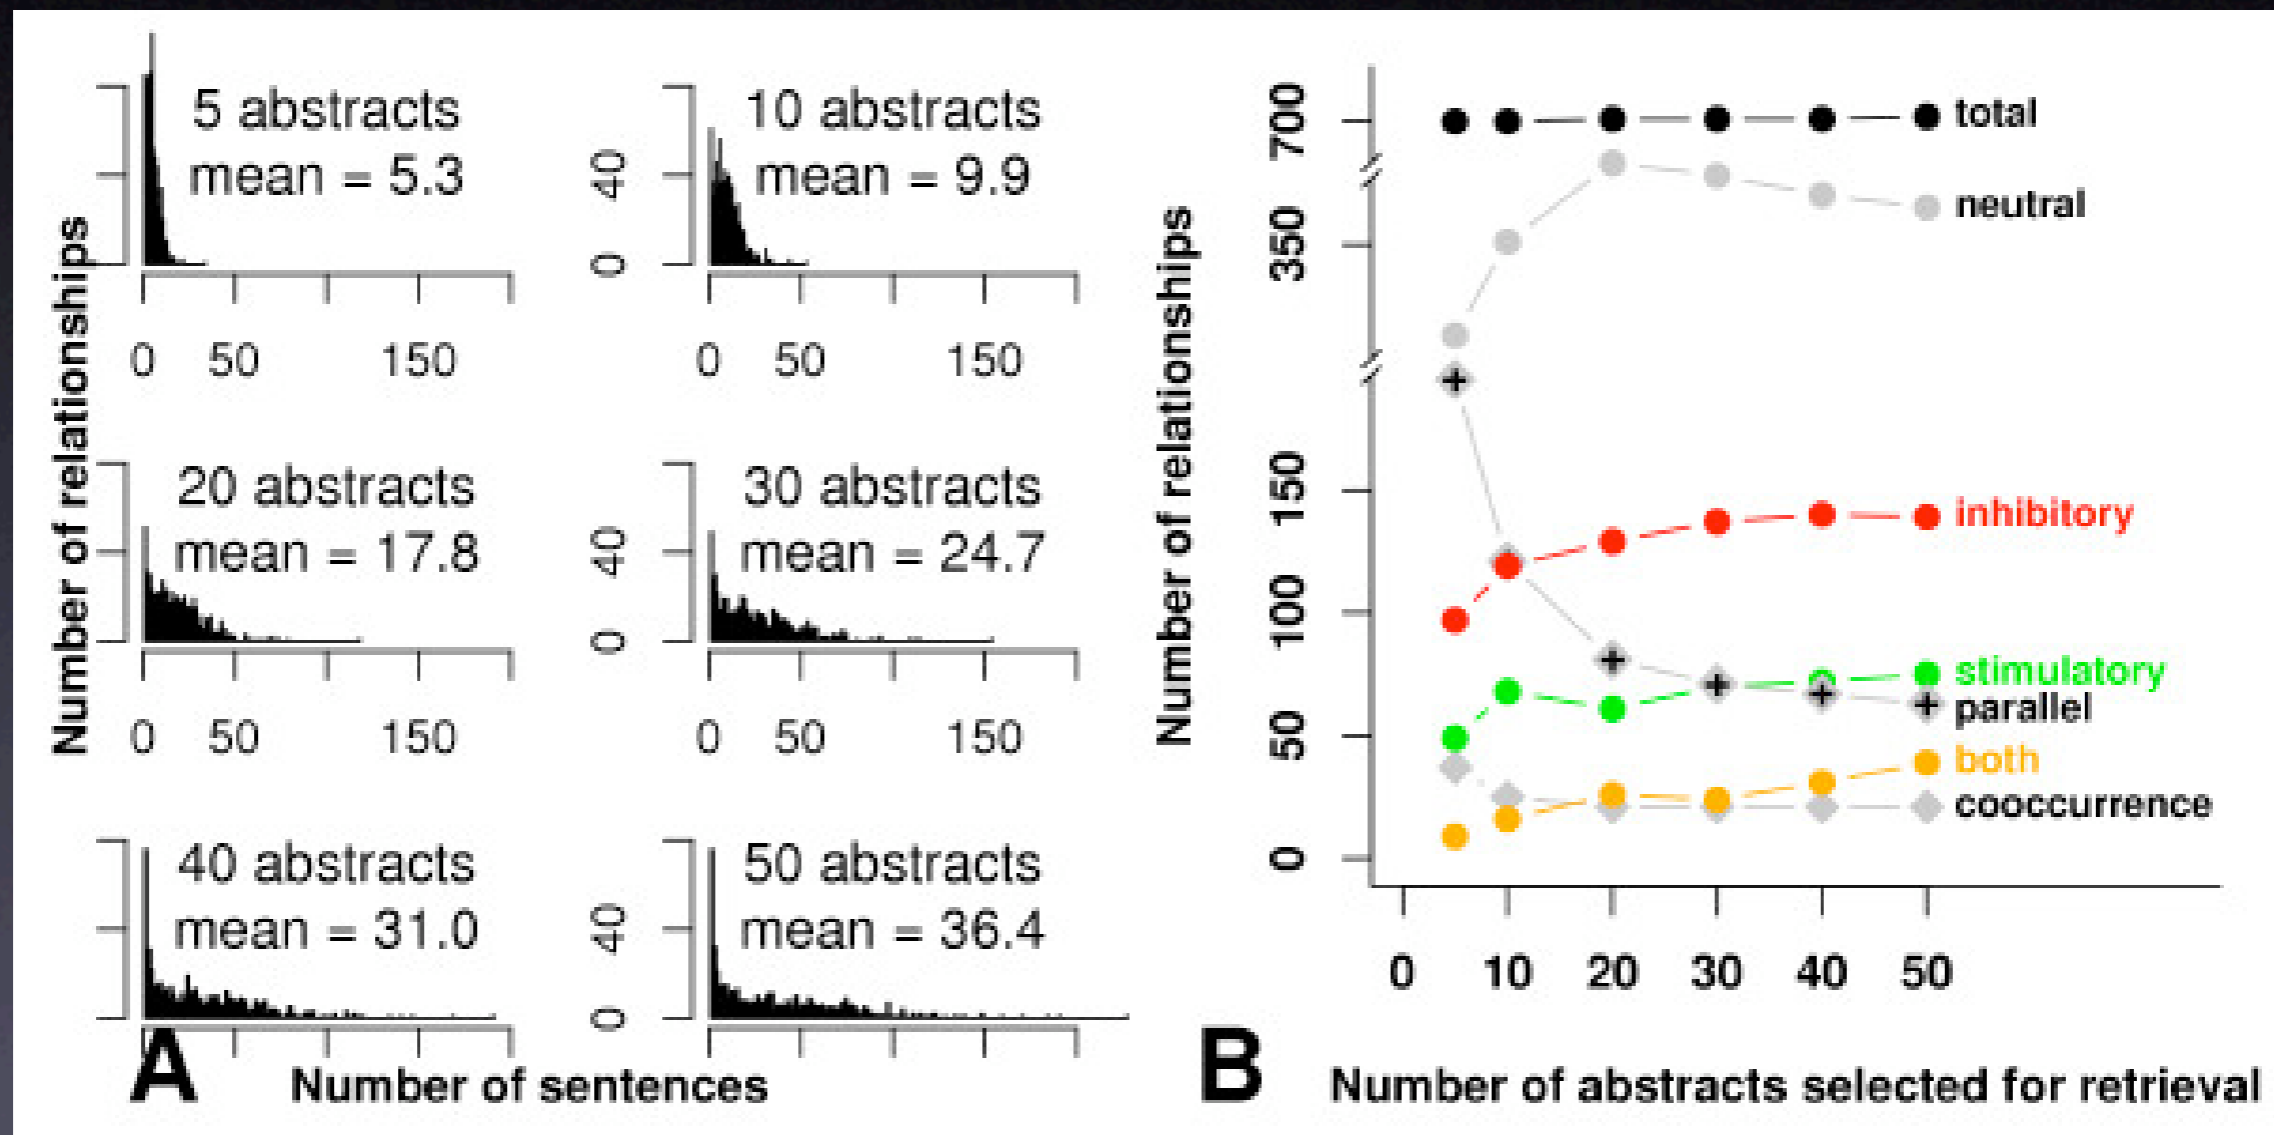 Number of relationships
5 abstracts
mean = 5.3
0 50 150
10 abstracts
mean = 9.9
40
0
0 50 150
20 abstracts
mean = 17.8
0 50 150
30 abstracts
mean = 24.7
40
0
0 50 150
40 abstracts
mean = 31.0
50 abstracts
mean = 36.4
40
0
A
Number of sentences
Number of relationships
700
350
150
100
50
0
total
neutral
inhibitory
stimulatory
parallel
both
cooccurrence
0 10 20 30 40 50
B
Number of abstracts selected for retrieval